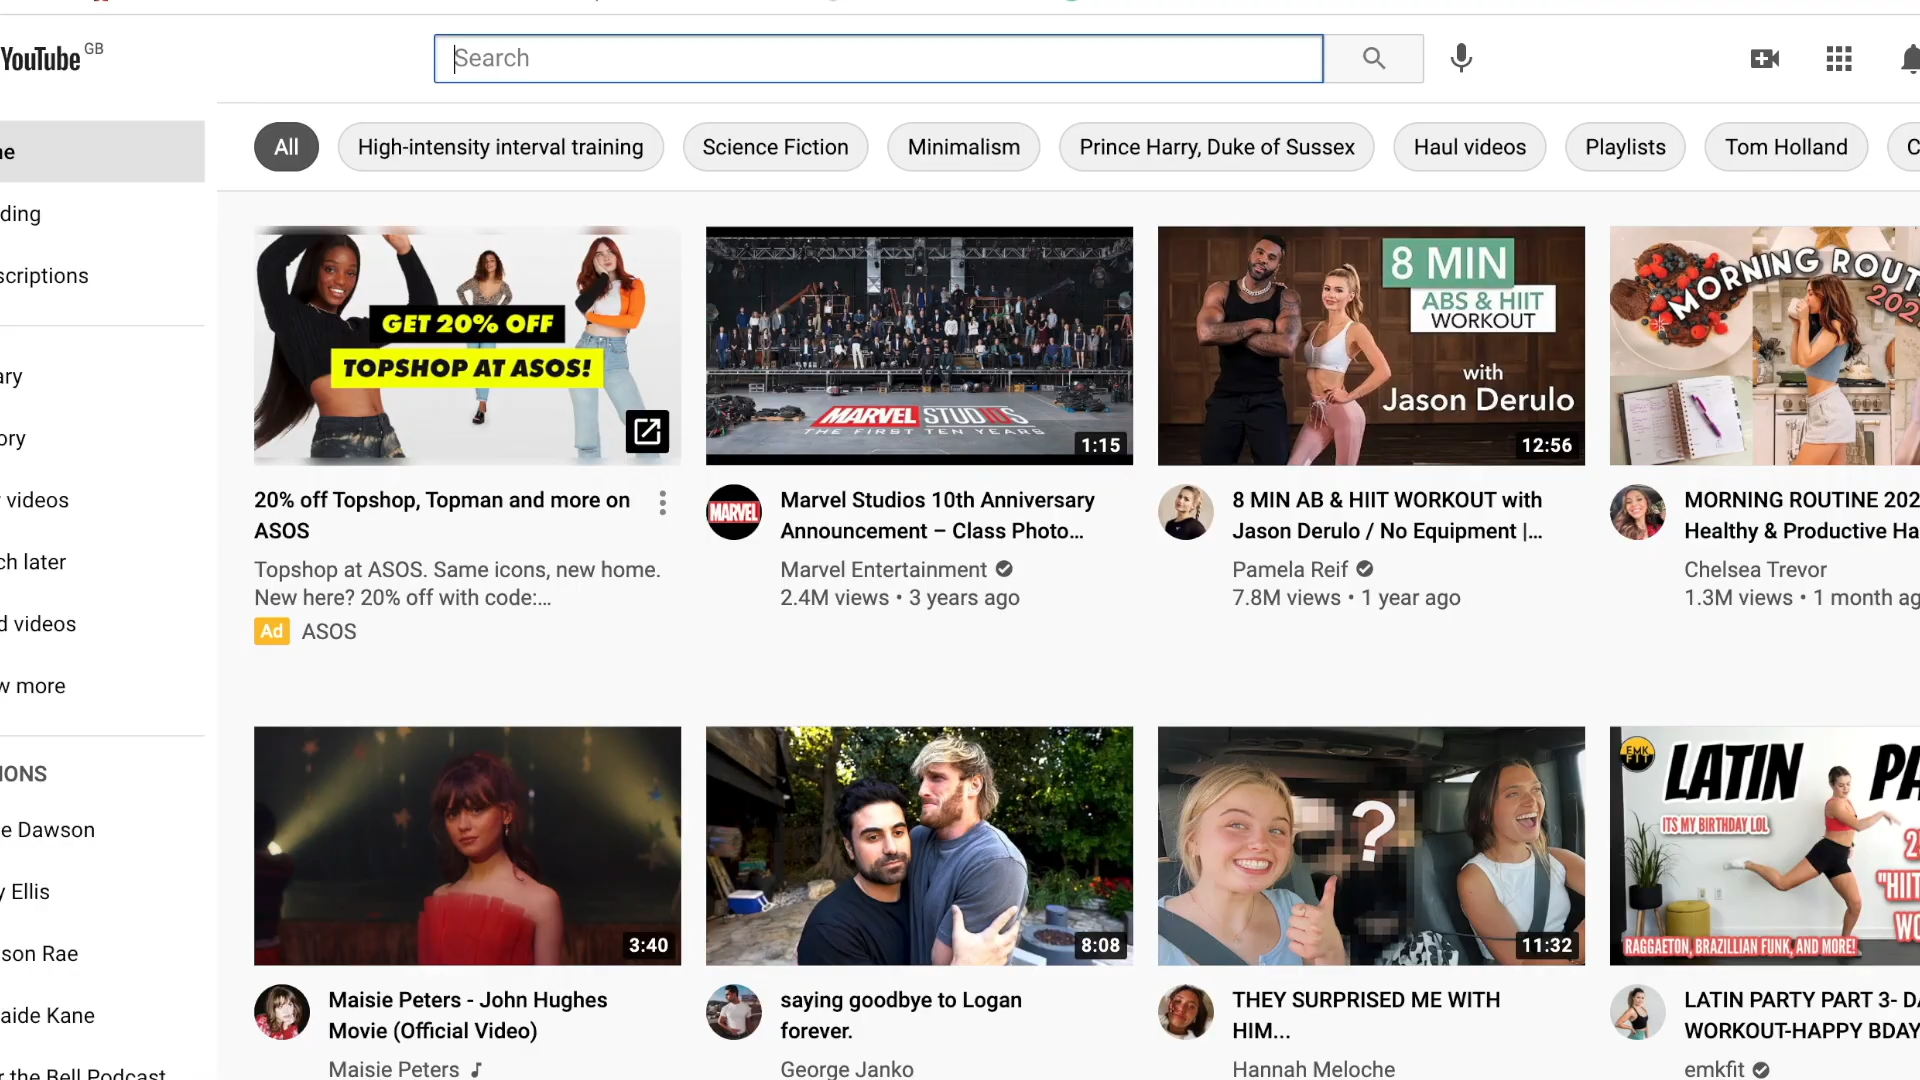 YouTube GB
Search
ne
ding
scriptions
ary
ory
videos
ch later
d videos
w more
IONS
e Dawson
y Ellis
son Rae
aide Kane
r the Bell Podcast
All
High-intensity interval training
Science Fiction
Minimalism
Prince Harry, Duke of Sussex
Haul videos
Playlists
Tom Holland
C
GET 20% OFF
TOPSHOP AT ASOS!
20% off Topshop, Topman and more on
ASOS
Topshop at ASOS. Same icons, new home.
New here? 20% off with code:...
Ad ASOS
MARVEL STUDIOS
THE FIRST TEN YEARS
1:15
MARVEL
Marvel Studios 10th Anniversary
Announcement – Class Photo...
Marvel Entertainment
2.4M views • 3 years ago
8 MIN
ABS & HIIT
WORKOUT
with
Jason Derulo
12:56
8 MIN AB & HIIT WORKOUT with
Jason Derulo / No Equipment |...
Pamela Reif
7.8M views • 1 year ago
MORNING ROUT
202
MORNING ROUTINE 202
Healthy & Productive Ha
Chelsea Trevor
1.3M views • 1 month ag
3:40
Maisie Peters - John Hughes
Movie (Official Video)
Maisie Peters
8:08
saying goodbye to Logan
forever.
George Janko
?
11:32
THEY SURPRISED ME WITH
HIM...
Hannah Meloche
EMK
FIT
LATIN PA
ITS MY BIRTHDAY LOL
2
"HIIT
WO
RAGGAETON, BRAZILLIAN FUNK, AND MORE!
LATIN PARTY PART 3- DA
WORKOUT-HAPPY BDAY
emkfit